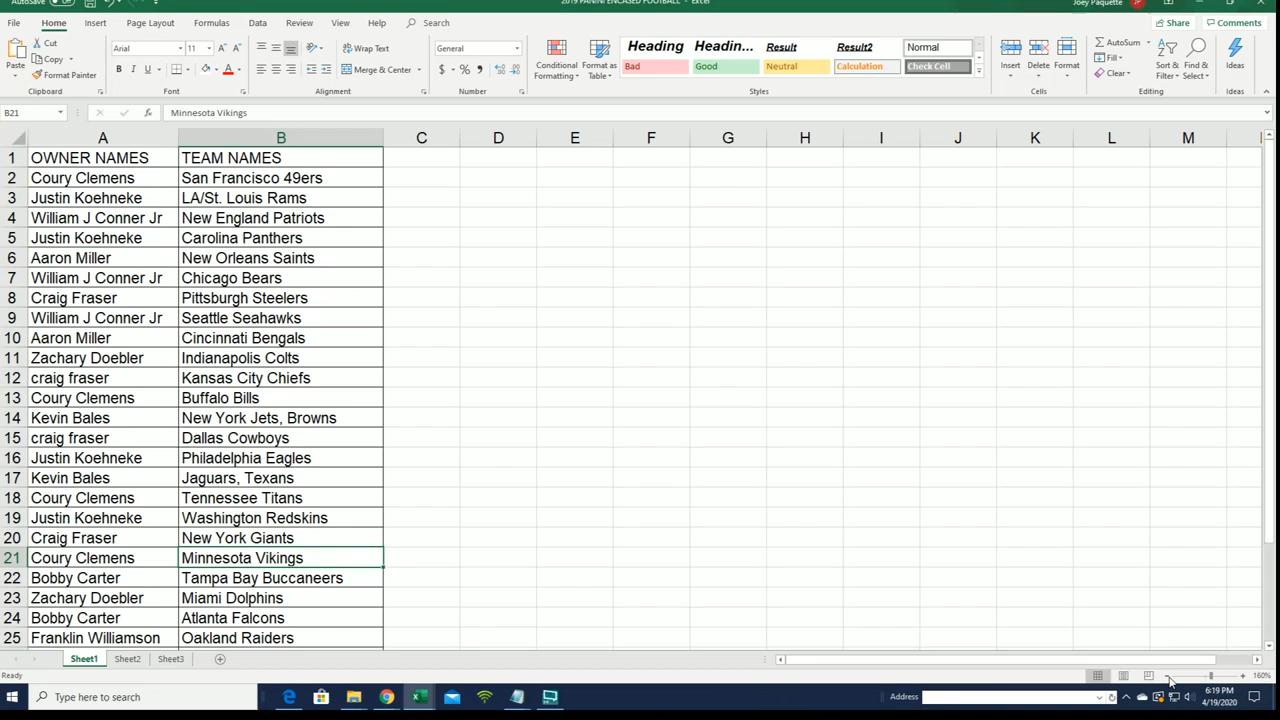 AutoSave Off 2019 PANINI ENCASED FOOTBALL - Excel Joey Paquette JP
File Home Insert Page Layout Formulas Data Review View Help Search Share Comments
Paste Cut Copy Format Painter Clipboard
Arial 11 Font
Wrap Text Merge & Center Alignment
General Number
Conditional Formatting Format as Table
Heading Headin... Result Result2 Normal
Bad Good Neutral Calculation Check Cell
Styles
Insert Delete Format Cells
AutoSum Fill Clear Sort & Filter Find & Select Editing
Ideas Ideas
B21 fx Minnesota Vikings
A B C D E F G H I J K L M
1 OWNER NAMES TEAM NAMES
2 Coury Clemens San Francisco 49ers
3 Justin Koehneke LA/St. Louis Rams
4 William J Conner Jr New England Patriots
5 Justin Koehneke Carolina Panthers
6 Aaron Miller New Orleans Saints
7 William J Conner Jr Chicago Bears
8 Craig Fraser Pittsburgh Steelers
9 William J Conner Jr Seattle Seahawks
10 Aaron Miller Cincinnati Bengals
11 Zachary Doebler Indianapolis Colts
12 craig fraser Kansas City Chiefs
13 Coury Clemens Buffalo Bills
14 Kevin Bales New York Jets, Browns
15 craig fraser Dallas Cowboys
16 Justin Koehneke Philadelphia Eagles
17 Kevin Bales Jaguars, Texans
18 Coury Clemens Tennessee Titans
19 Justin Koehneke Washington Redskins
20 Craig Fraser New York Giants
21 Coury Clemens Minnesota Vikings
22 Bobby Carter Tampa Bay Buccaneers
23 Zachary Doebler Miami Dolphins
24 Bobby Carter Atlanta Falcons
25 Franklin Williamson Oakland Raiders
Sheet1 Sheet2 Sheet3
Ready 160%
Type here to search Address 6:19 PM
4/19/2020